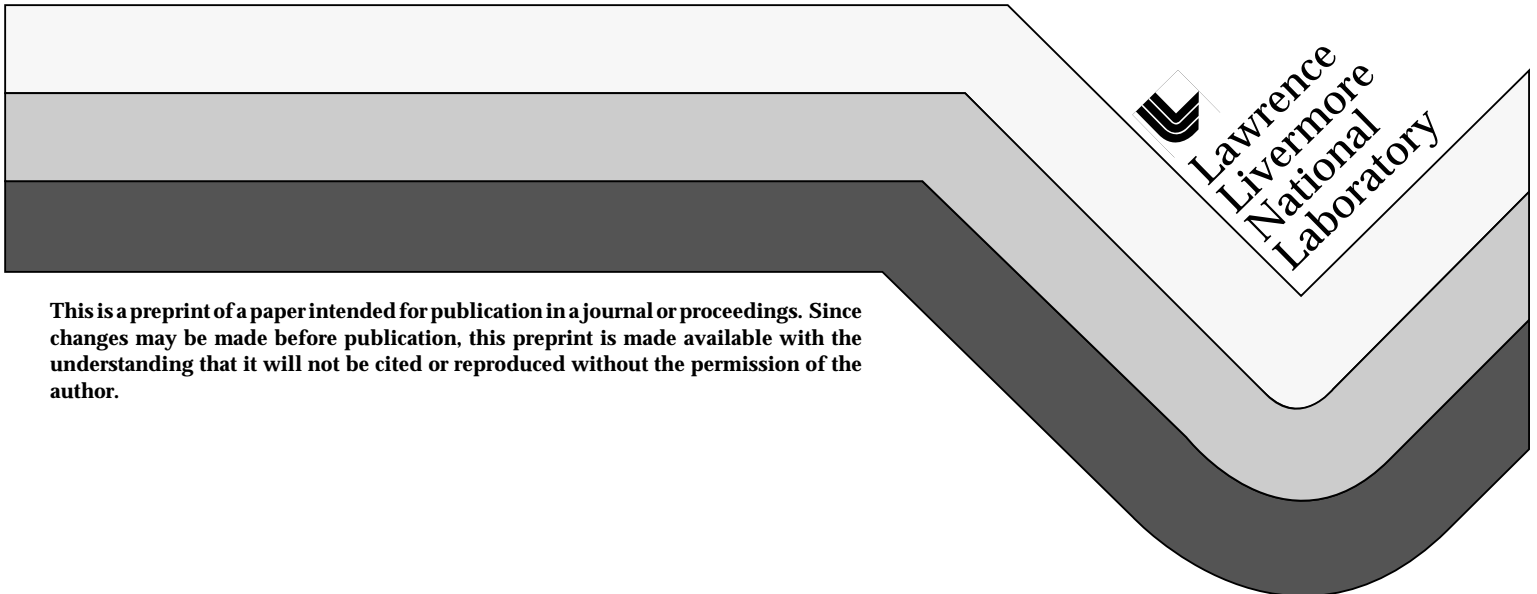 Lawrence
Livermore
National
Laboratory
This is a preprint of a paper intended for publication in a journal or proceedings. Since
changes may be made before publication, this preprint is made available with the
understanding that it will not be cited or reproduced without the permission of the
author.